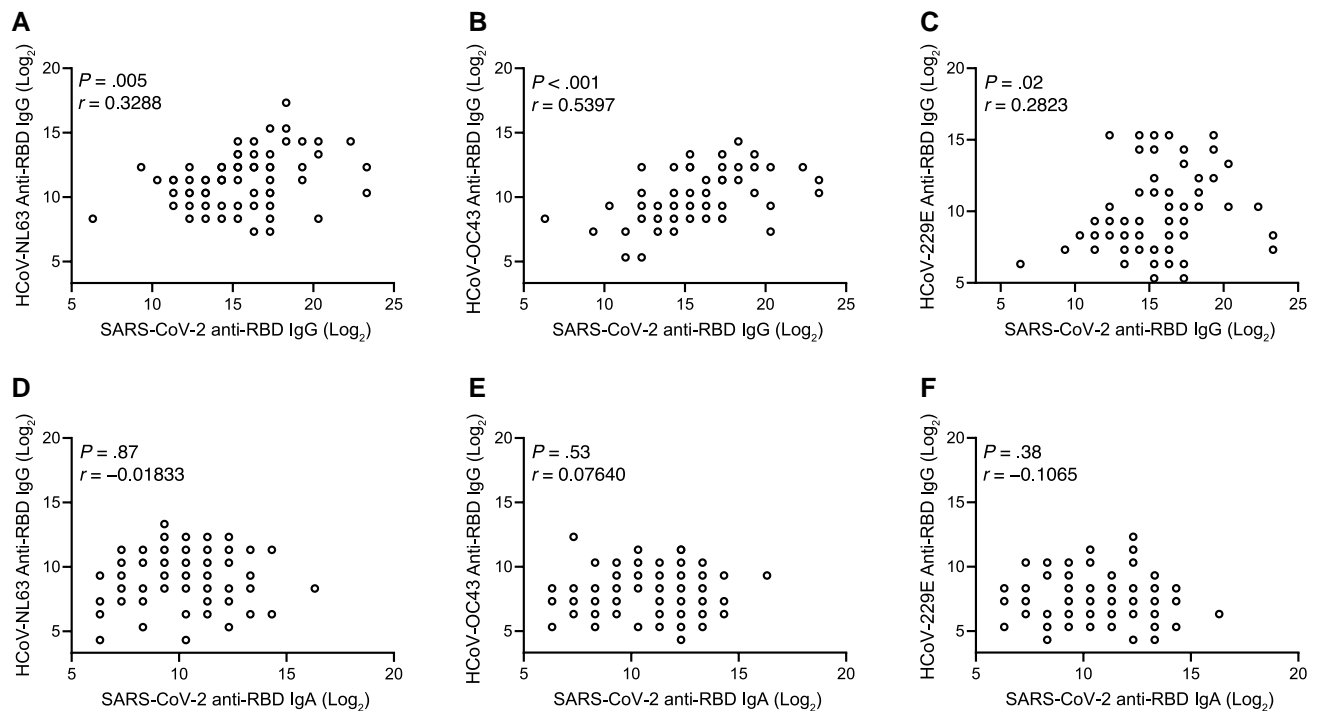 A
HCoV-NL63 Anti-RBD IgG (Log2)
P = .005
r = 0.3288
20
15
10
5
5 10 15 20 25
SARS-CoV-2 anti-RBD IgG (Log2)
B
HCoV-OC43 Anti-RBD IgG (Log2)
P < .001
r = 0.5397
20
15
10
5
5 10 15 20 25
SARS-CoV-2 anti-RBD IgG (Log2)
C
HCoV-229E Anti-RBD IgG (Log2)
P = .02
r = 0.2823
20
15
10
5
5 10 15 20 25
SARS-CoV-2 anti-RBD IgG (Log2)
D
HCoV-NL63 Anti-RBD IgG (Log2)
P = .87
r = −0.01833
20
15
10
5
5 10 15 20
SARS-CoV-2 anti-RBD IgA (Log2)
E
HCoV-OC43 Anti-RBD IgG (Log2)
P = .53
r = 0.07640
20
15
10
5
5 10 15 20
SARS-CoV-2 anti-RBD IgA (Log2)
F
HCoV-229E Anti-RBD IgG (Log2)
P = .38
r = −0.1065
20
15
10
5
5 10 15 20
SARS-CoV-2 anti-RBD IgA (Log2)